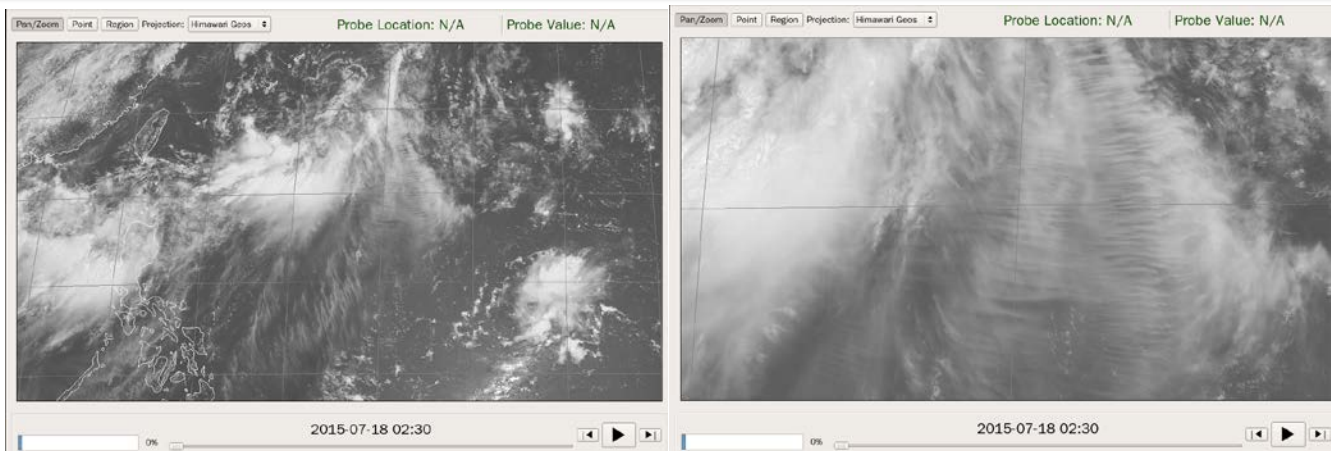 Pan/Zoom Point Region Projection: Himawari Geos Probe Location: N/A Probe Value: N/A
2015-07-18 02:30
0%
Pan/Zoom Point Region Projection: Himawari Geos Probe Location: N/A Probe Value: N/A
2015-07-18 02:30
0%